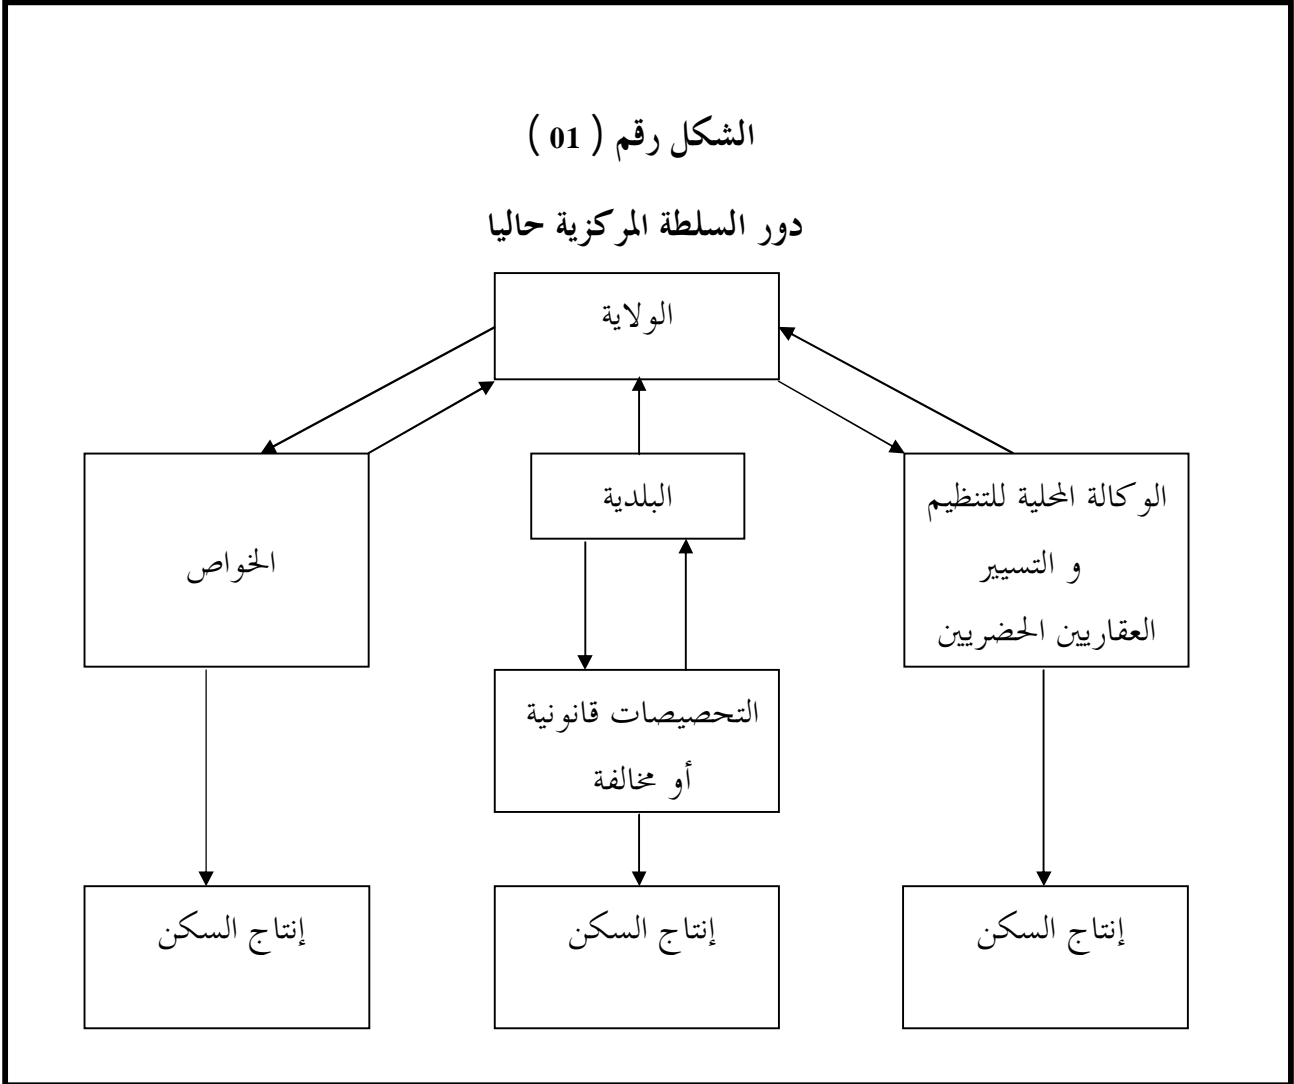 الشكل رقم ( 01 )
دور السلطة المركزية حاليا
الولاية
الوكالة المحلية للتنظيم
و التسيير
العقاريين الحضريين
البلدية
الخواص
التحصيصات قانونية
أو مخالفة
إنتاج السكن
إنتاج السكن
إنتاج السكن